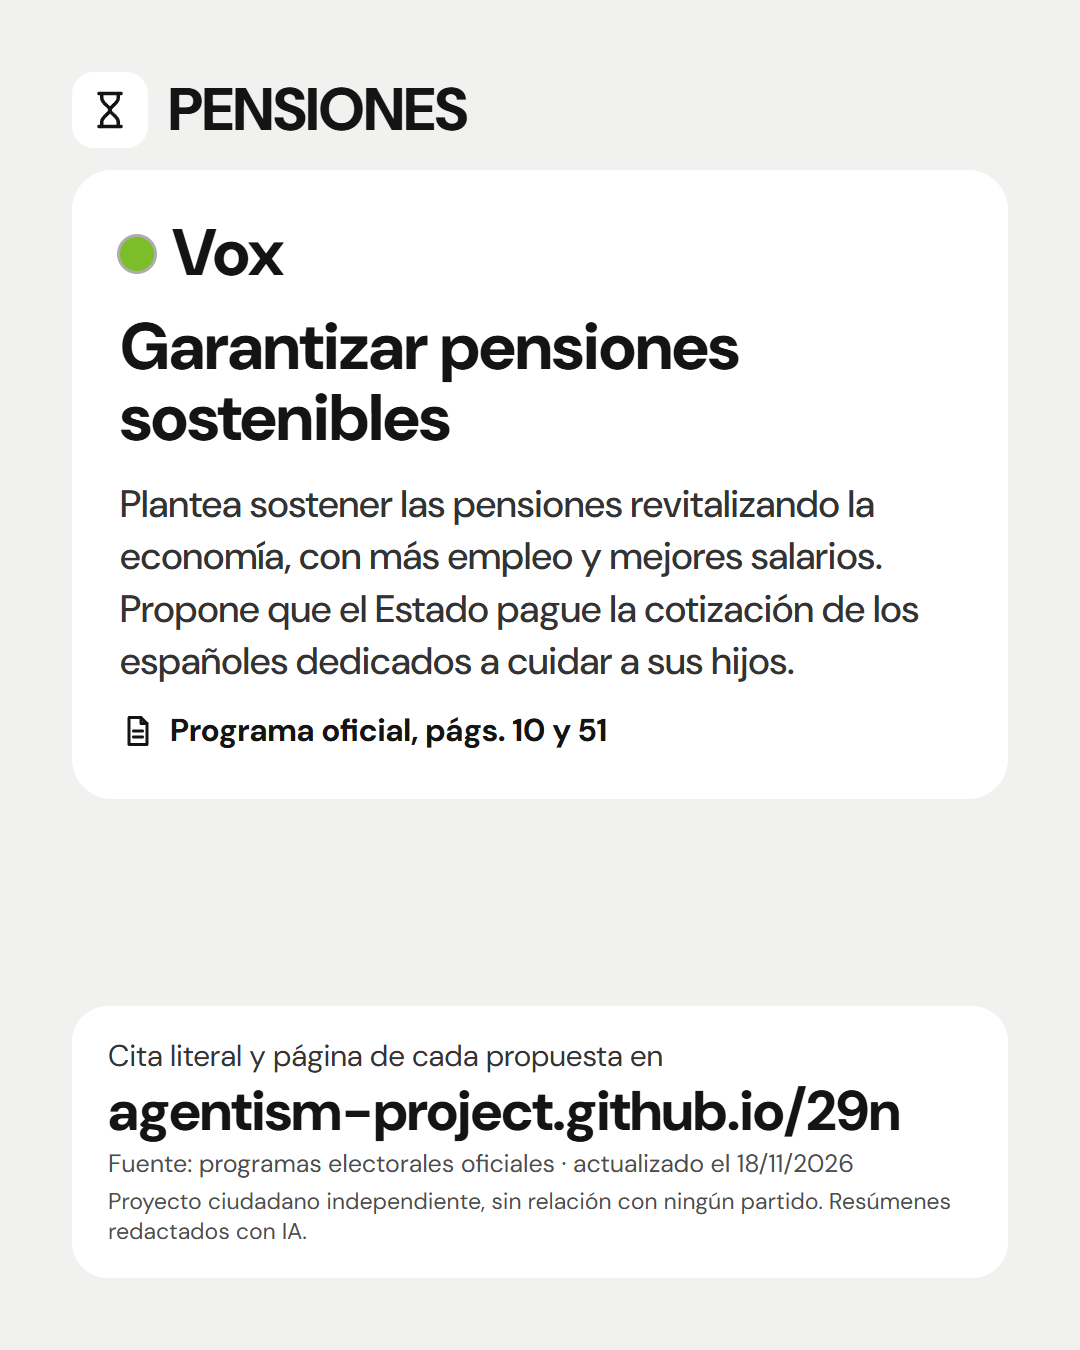 PENSIONES
Vox
Garantizar pensiones
sostenibles
Plantea sostener las pensiones revitalizando la
economía, con más empleo y mejores salarios.
Propone que el Estado pague la cotización de los
españoles dedicados a cuidar a sus hijos.
Programa oficial, págs. 10 y 51
Cita literal y página de cada propuesta en
agentism-project.github.io/29n
Fuente: programas electorales oficiales · actualizado el 18/11/2026
Proyecto ciudadano independiente, sin relación con ningún partido. Resúmenes
redactados con IA.